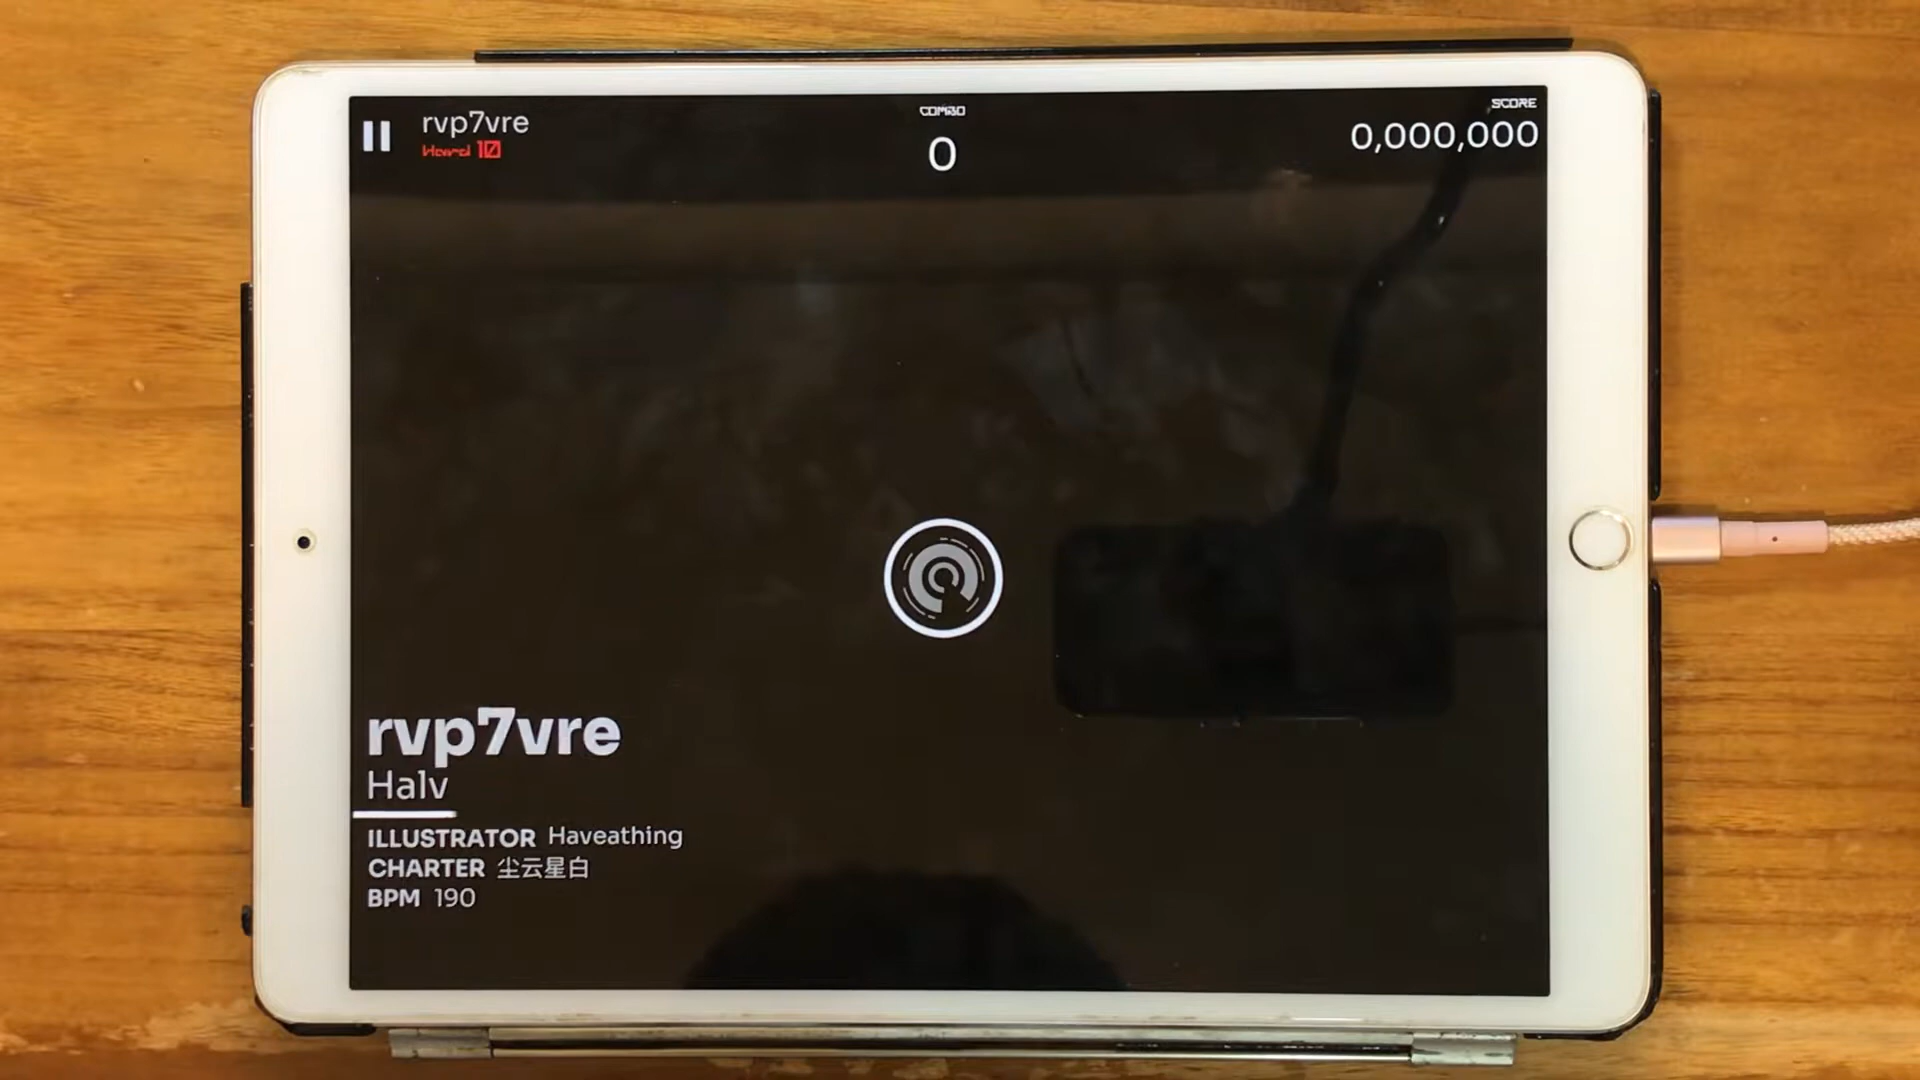 rvp7vre
Hard 10
COMBO
0
SCORE
0,000,000
rvp7vre
Halv
ILLUSTRATOR Haveathing
CHARTER 尘云星白
BPM 190